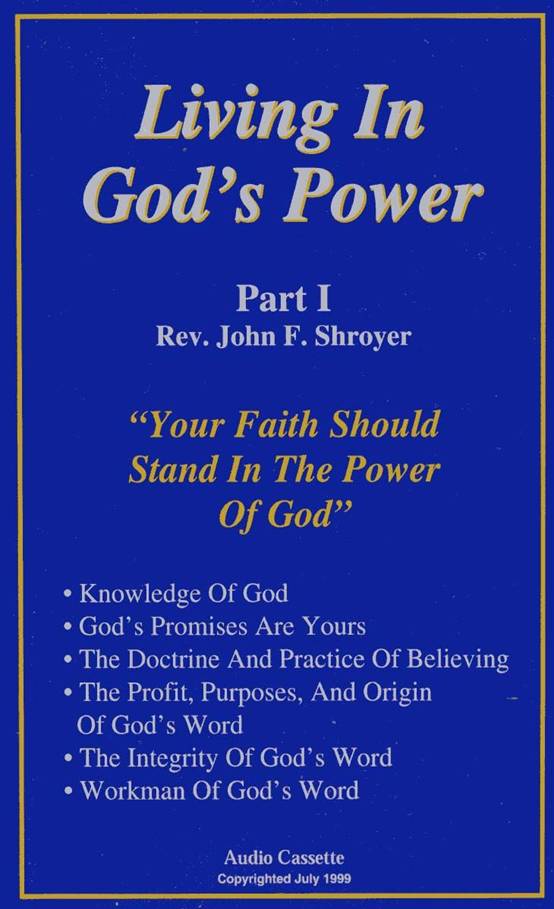 Living In
God's Power
Part I
Rev. John F. Shroyer
“Your Faith Should
Stand In The Power
Of God”
• Knowledge Of God
• God's Promises Are Yours
• The Doctrine And Practice Of Believing
• The Profit, Purposes, And Origin
Of God's Word
• The Integrity Of God's Word
• Workman Of God's Word
Audio Cassette
Copyrighted July 1999